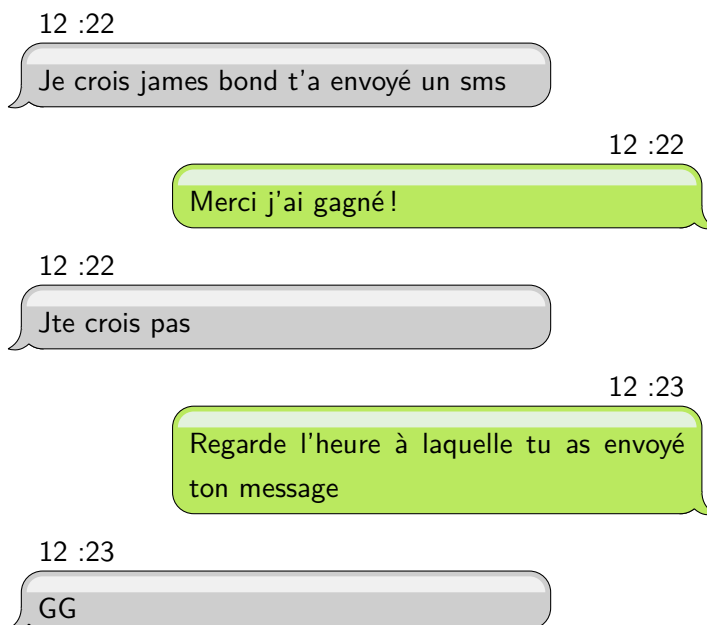 12 :22
Je crois james bond t'a envoyé un sms
12 :22
Merci j'ai gagné !
12 :22
Jte crois pas
12 :23
Regarde l'heure à laquelle tu as envoyé
ton message
12 :23
GG